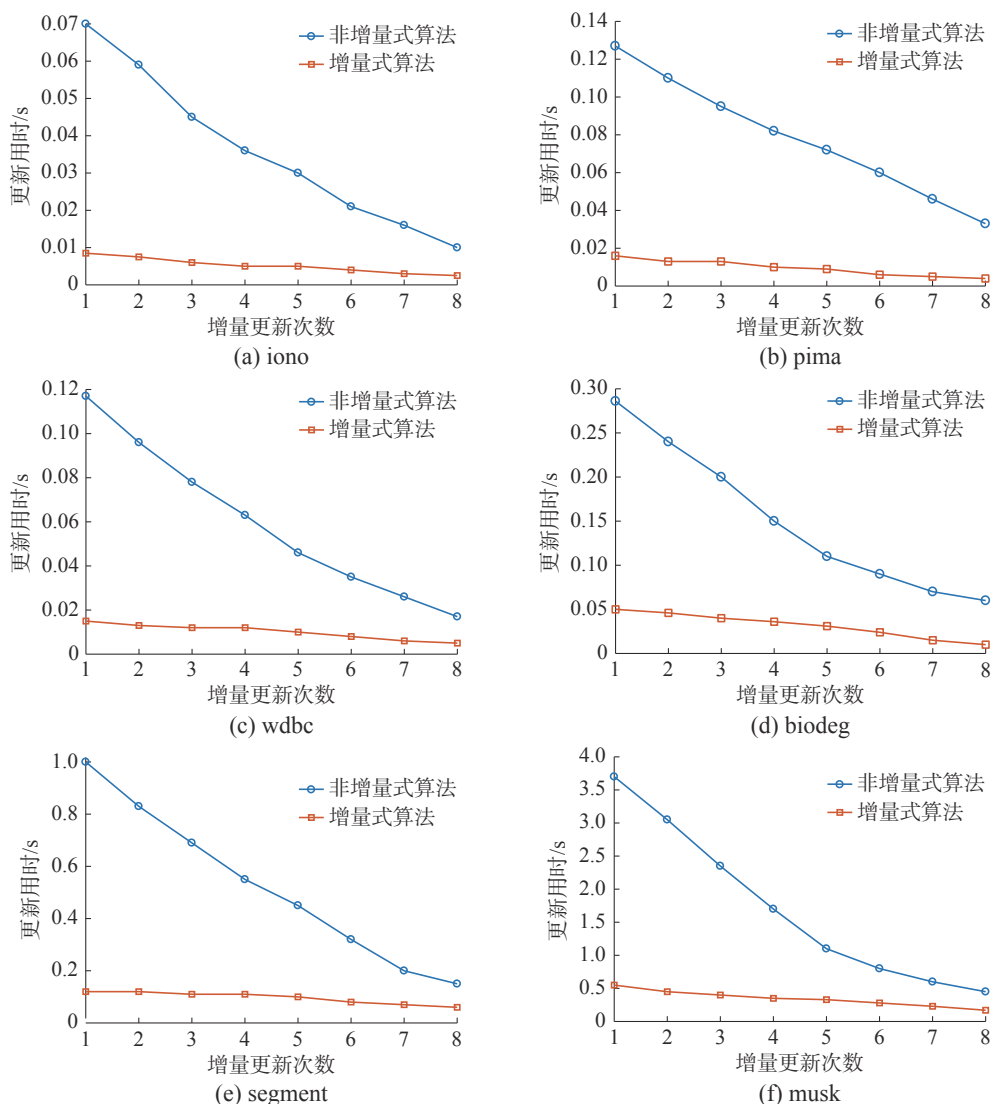 0.07
0.06
0.05
0.04
0.03
0.02
0.01
0
更新用时/s
非增量式算法
增量式算法
1 2 3 4 5 6 7 8
增量更新次数
(a) iono
0.14
0.12
0.10
0.08
0.06
0.04
0.02
0
更新用时/s
非增量式算法
增量式算法
1 2 3 4 5 6 7 8
增量更新次数
(b) pima
0.12
0.10
0.08
0.06
0.04
0.02
0
更新用时/s
非增量式算法
增量式算法
1 2 3 4 5 6 7 8
增量更新次数
(c) wdbc
0.30
0.25
0.20
0.15
0.10
0.05
0
更新用时/s
非增量式算法
增量式算法
1 2 3 4 5 6 7 8
增量更新次数
(d) biodeg
1.0
0.8
0.6
0.4
0.2
0
更新用时/s
非增量式算法
增量式算法
1 2 3 4 5 6 7 8
增量更新次数
(e) segment
4.0
3.5
3.0
2.5
2.0
1.5
1.0
0.5
0
更新用时/s
非增量式算法
增量式算法
1 2 3 4 5 6 7 8
增量更新次数
(f) musk